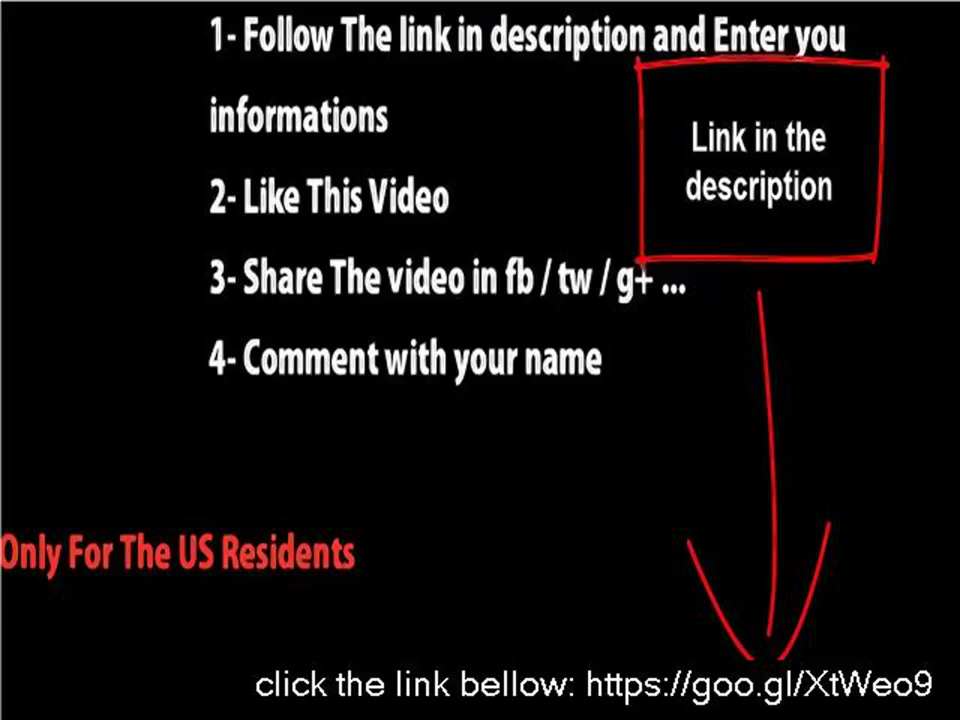 1- Follow The link in description and Enter you
informations
Link in the
description
2- Like This Video
3- Share The video in fb / tw / g+ ...
4- Comment with your name
Only For The US Residents
click the link bellow: https://goo.gl/XtWeo9